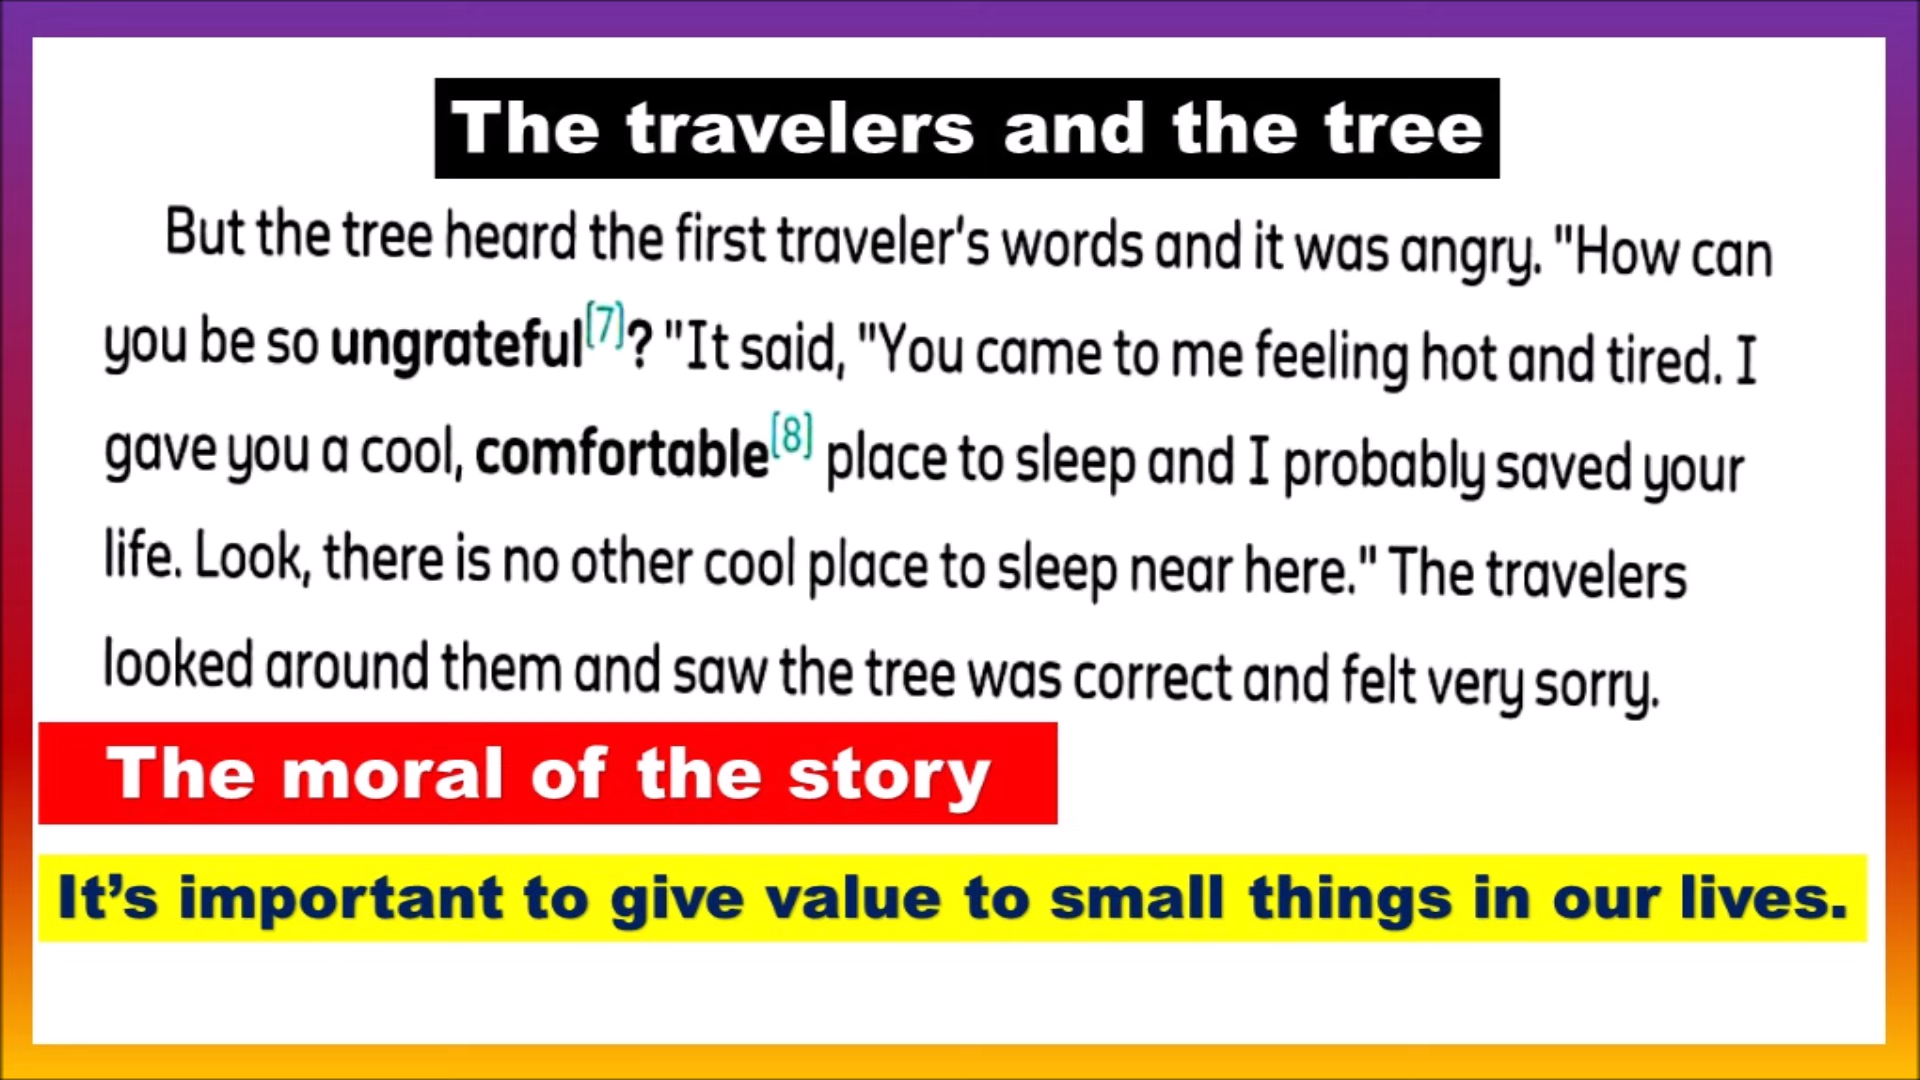 The travelers and the tree
But the tree heard the first traveler's words and it was angry. "How can
you be so ungrateful[7]? "It said, "You came to me feeling hot and tired. I
gave you a cool, comfortable[8] place to sleep and I probably saved your
life. Look, there is no other cool place to sleep near here." The travelers
looked around them and saw the tree was correct and felt very sorry.
The moral of the story
It’s important to give value to small things in our lives.